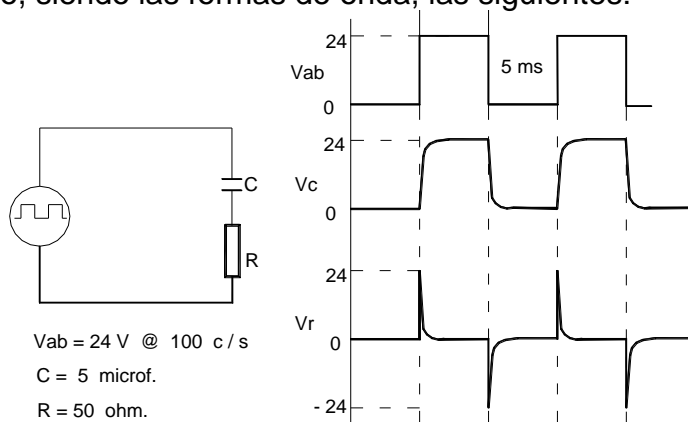 e, siendo las formas de onda, las siguientes:
24
Vab
5 ms
0
24
Vc
0
C
R
24
Vr
0
- 24
Vab = 24 V @ 100 c / s
C = 5 microf.
R = 50 ohm.